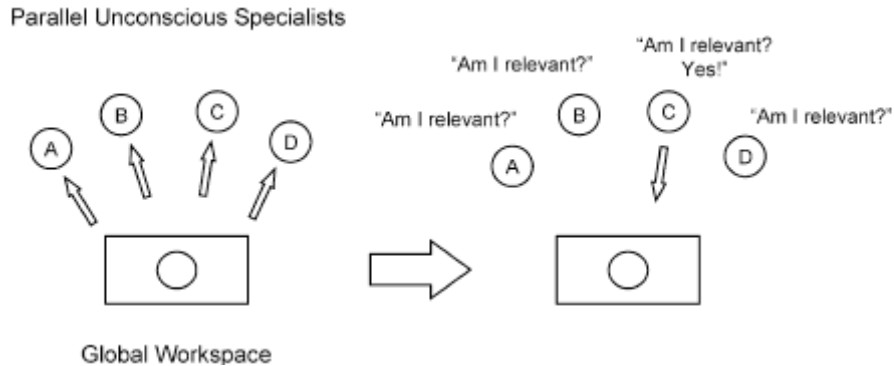 Parallel Unconscious Specialists
A
B
C
D
Global Workspace
"Am I relevant?"
"Am I relevant?"
"Am I relevant?
Yes!"
"Am I relevant?"
A
B
C
D